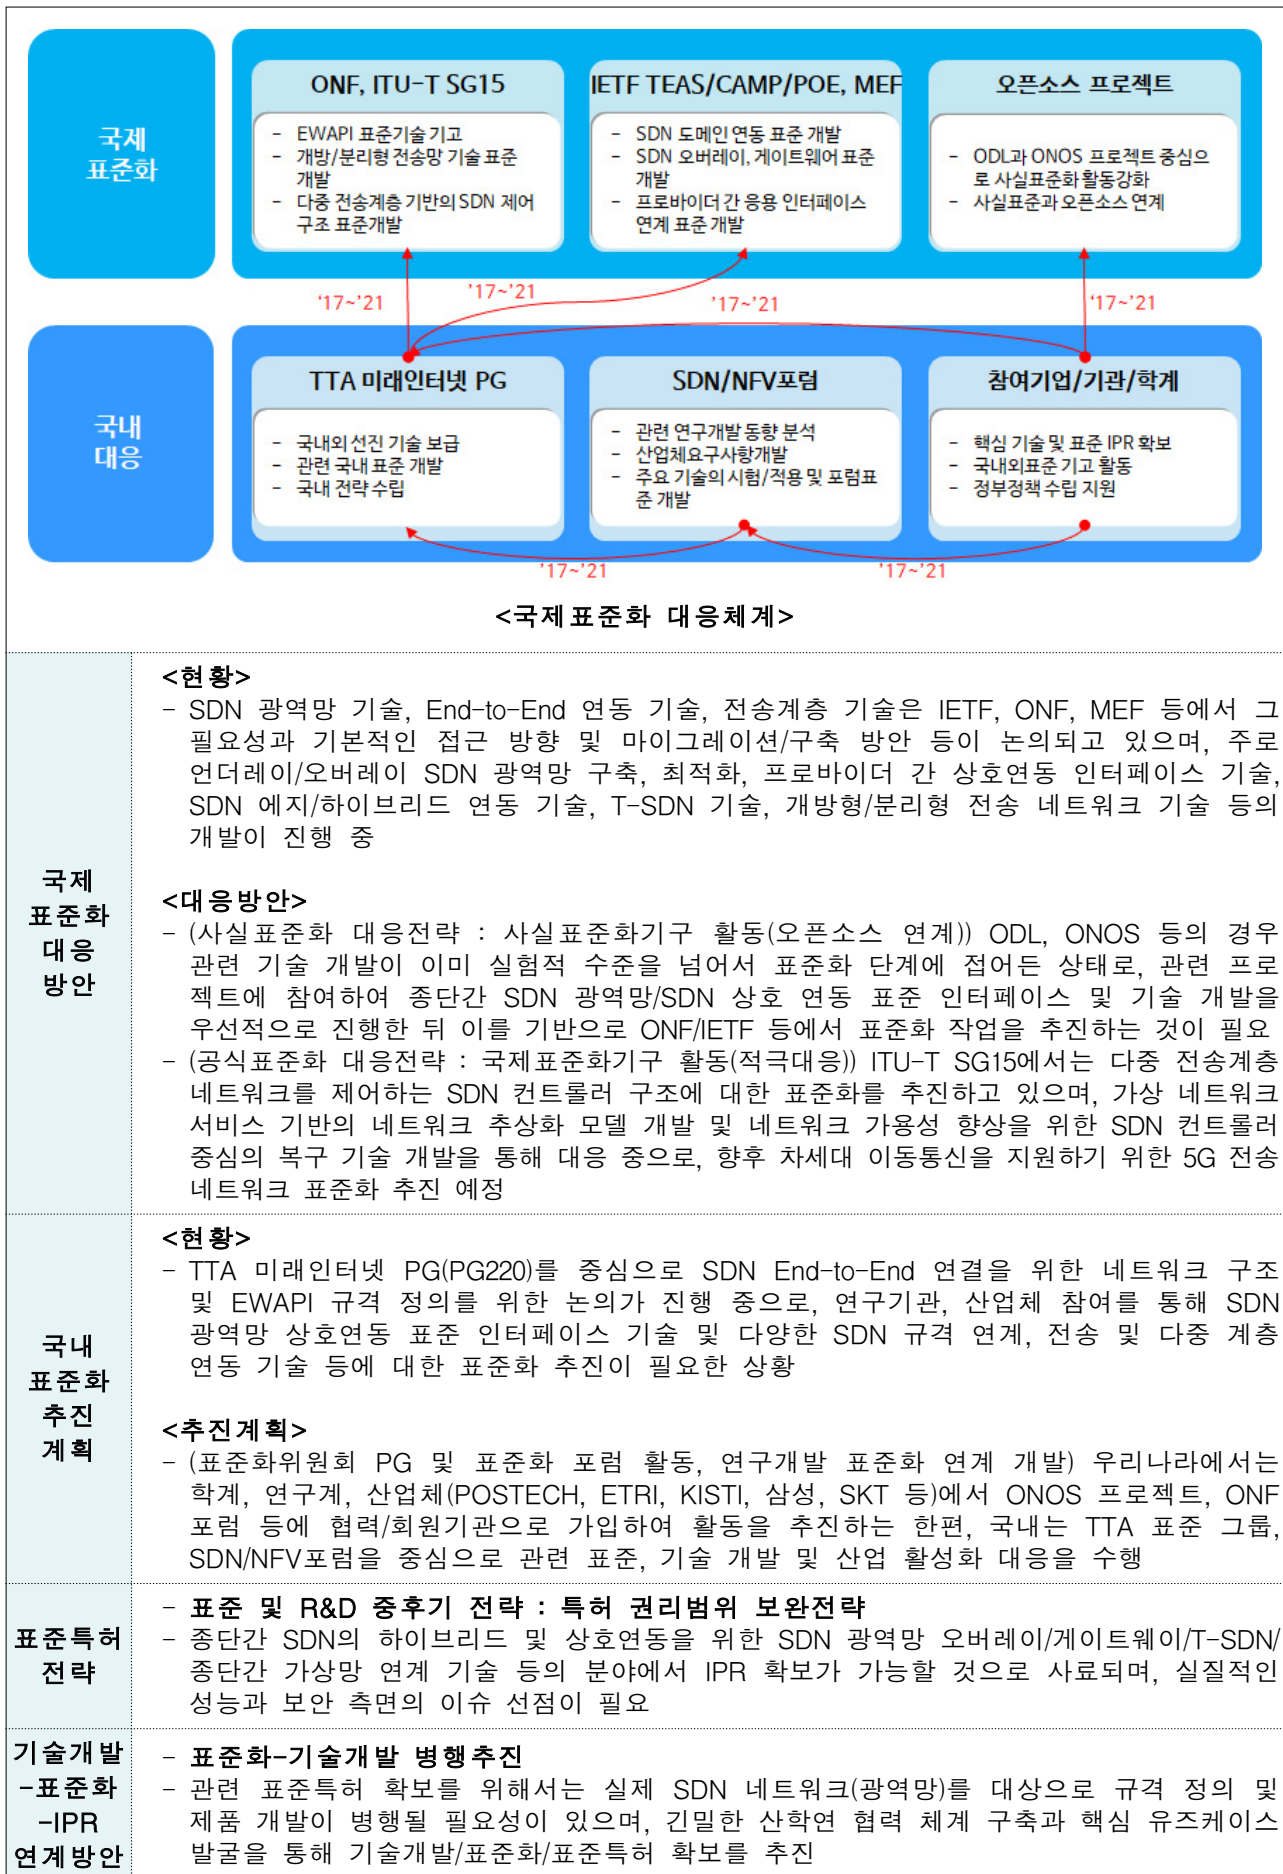 국제
표준화
ONF, ITU-T SG15
- EWAPI 표준기술 기고
- 개방/분리형 전송망 기술 표준
개발
- 다중 전송계층 기반의 SDN 제어
구조 표준개발
IETF TEAS/CAMP/POE, MEF
- SDN 도메인 연동 표준 개발
- SDN 오버레이, 게이트웨어 표준
개발
- 프로바이더 간 응용 인터페이스
연계 표준 개발
오픈소스 프로젝트
- ODL과 ONOS 프로젝트 중심으
로 사실표준화 활동강화
- 사실표준과 오픈소스 연계
'17~'21
'17~'21
'17~'21
'17~'21
국내
대응
TTA 미래인터넷 PG
- 국내외 선진 기술 보급
- 관련 국내 표준 개발
- 국내 전략 수립
SDN/NFV포럼
- 관련 연구개발 동향 분석
- 산업체요구사항개발
- 주요 기술의 시험/적용 및 포럼표
준 개발
참여기업/기관/학계
- 핵심 기술 및 표준 IPR 확보
- 국내외표준 기고 활동
- 정부정책 수립 지원
'17~'21
'17~'21
<국제표준화 대응체계>
국제
표준화
대응
방안
<현황>
- SDN 광역망 기술, End-to-End 연동 기술, 전송계층 기술은 IETF, ONF, MEF 등에서 그
필요성과 기본적인 접근 방향 및 마이그레이션/구축 방안 등이 논의되고 있으며, 주로
언더레이/오버레이 SDN 광역망 구축, 최적화, 프로바이더 간 상호연동 인터페이스 기술,
SDN 에지/하이브리드 연동 기술, T-SDN 기술, 개방형/분리형 전송 네트워크 기술 등의
개발이 진행 중
<대응방안>
- (사실표준화 대응전략 : 사실표준화기구 활동(오픈소스 연계)) ODL, ONOS 등의 경우
관련 기술 개발이 이미 실험적 수준을 넘어서 표준화 단계에 접어든 상태로, 관련 프로
젝트에 참여하여 종단간 SDN 광역망/SDN 상호 연동 표준 인터페이스 및 기술 개발을
우선적으로 진행한 뒤 이를 기반으로 ONF/IETF 등에서 표준화 작업을 추진하는 것이 필요
- (공식표준화 대응전략 : 국제표준화기구 활동(적극대응)) ITU-T SG15에서는 다중 전송계층
네트워크를 제어하는 SDN 컨트롤러 구조에 대한 표준화를 추진하고 있으며, 가상 네트워크
서비스 기반의 네트워크 추상화 모델 개발 및 네트워크 가용성 향상을 위한 SDN 컨트롤러
중심의 복구 기술 개발을 통해 대응 중으로, 향후 차세대 이동통신을 지원하기 위한 5G 전송
네트워크 표준화 추진 예정
국내
표준화
추진
계획
<현황>
- TTA 미래인터넷 PG(PG220)를 중심으로 SDN End-to-End 연결을 위한 네트워크 구조
및 EWAPI 규격 정의를 위한 논의가 진행 중으로, 연구기관, 산업체 참여를 통해 SDN
광역망 상호연동 표준 인터페이스 기술 및 다양한 SDN 규격 연계, 전송 및 다중 계층
연동 기술 등에 대한 표준화 추진이 필요한 상황
<추진계획>
- (표준화위원회 PG 및 표준화 포럼 활동, 연구개발 표준화 연계 개발) 우리나라에서는
학계, 연구계, 산업체(POSTECH, ETRI, KISTI, 삼성, SKT 등)에서 ONOS 프로젝트, ONF
포럼 등에 협력/회원기관으로 가입하여 활동을 추진하는 한편, 국내는 TTA 표준 그룹,
SDN/NFV포럼을 중심으로 관련 표준, 기술 개발 및 산업 활성화 대응을 수행
표준특허
전략
- 표준 및 R&D 중후기 전략 : 특허 권리범위 보완전략
- 종단간 SDN의 하이브리드 및 상호연동을 위한 SDN 광역망 오버레이/게이트웨이/T-SDN/
종단간 가상망 연계 기술 등의 분야에서 IPR 확보가 가능할 것으로 사료되며, 실질적인
성능과 보안 측면의 이슈 선점이 필요
기술개발
-표준화
-IPR
연계방안
- 표준화-기술개발 병행추진
- 관련 표준특허 확보를 위해서는 실제 SDN 네트워크(광역망)를 대상으로 규격 정의 및
제품 개발이 병행될 필요성이 있으며, 긴밀한 산학연 협력 체계 구축과 핵심 유즈케이스
발굴을 통해 기술개발/표준화/표준특허 확보를 추진